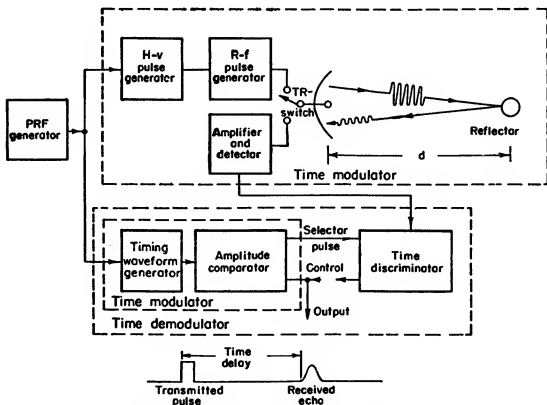 H-v
pulse
generator
R-f
pulse
generator
TR-
switch
PRF
generator
Amplifier
and
detector
Reflector
d
Time modulator
Timing
waveform
generator
Amplitude
comparator
Selector
pulse
Control
Time
discriminator
Time modulator
Output
Time demodulator
Time
delay
Transmitted
pulse
Received
echo